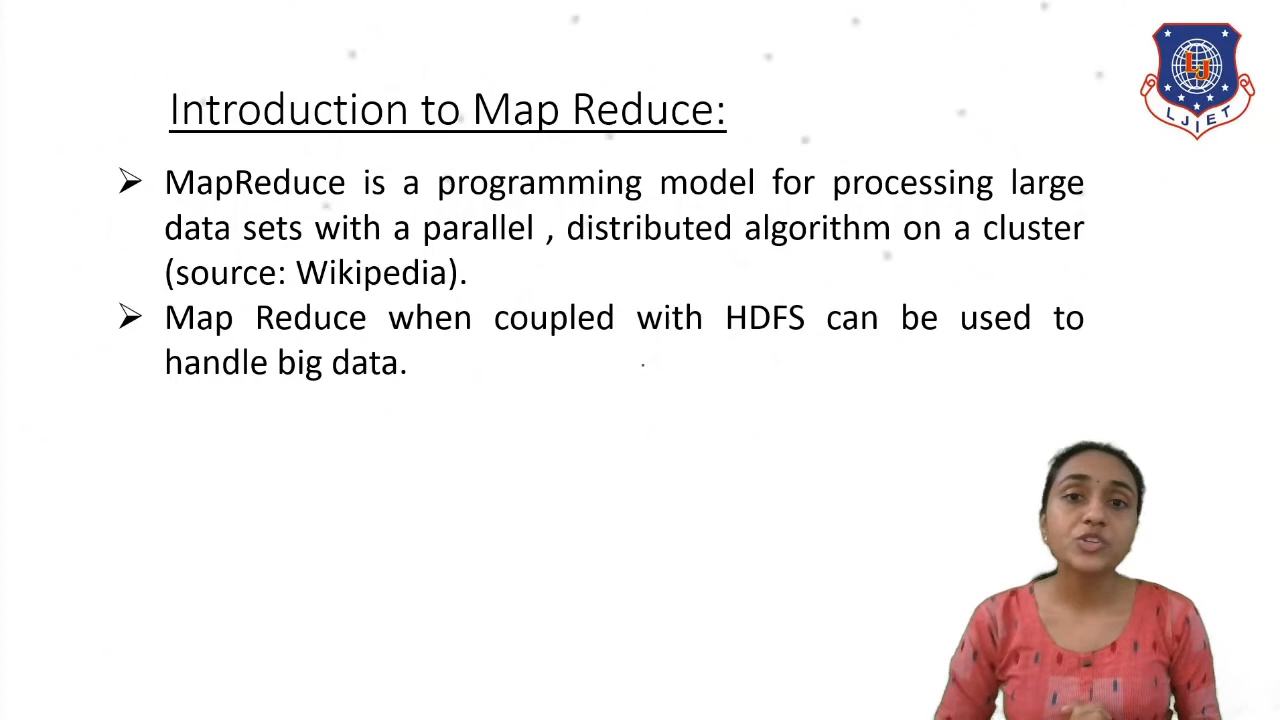 Introduction to Map Reduce:
LJIET
➢ MapReduce is a programming model for processing large
data sets with a parallel , distributed algorithm on a cluster
(source: Wikipedia).
➢ Map Reduce when coupled with HDFS can be used to
handle big data.